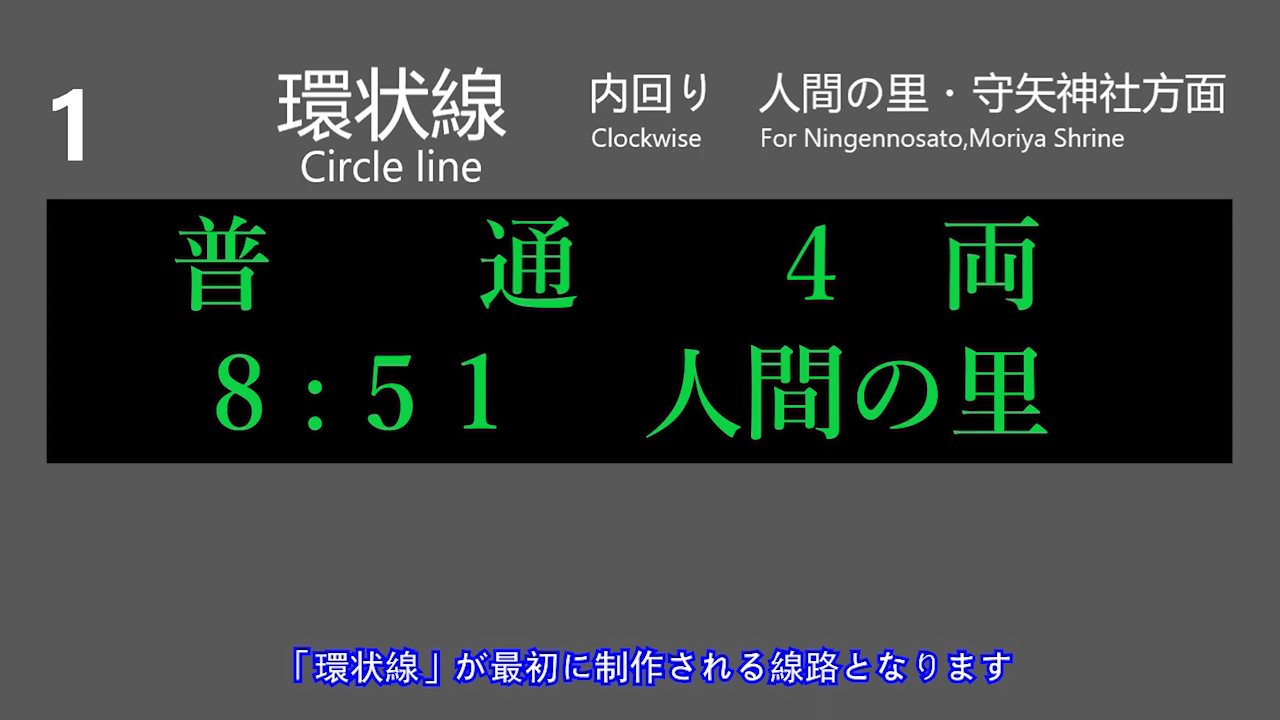 1 環状線 内回り 人間の里・守矢神社方面
Circle line Clockwise For Ningennosato,Moriya Shrine
普通 4両
8:51 人間の里
「環状線」が最初に制作される線路となります